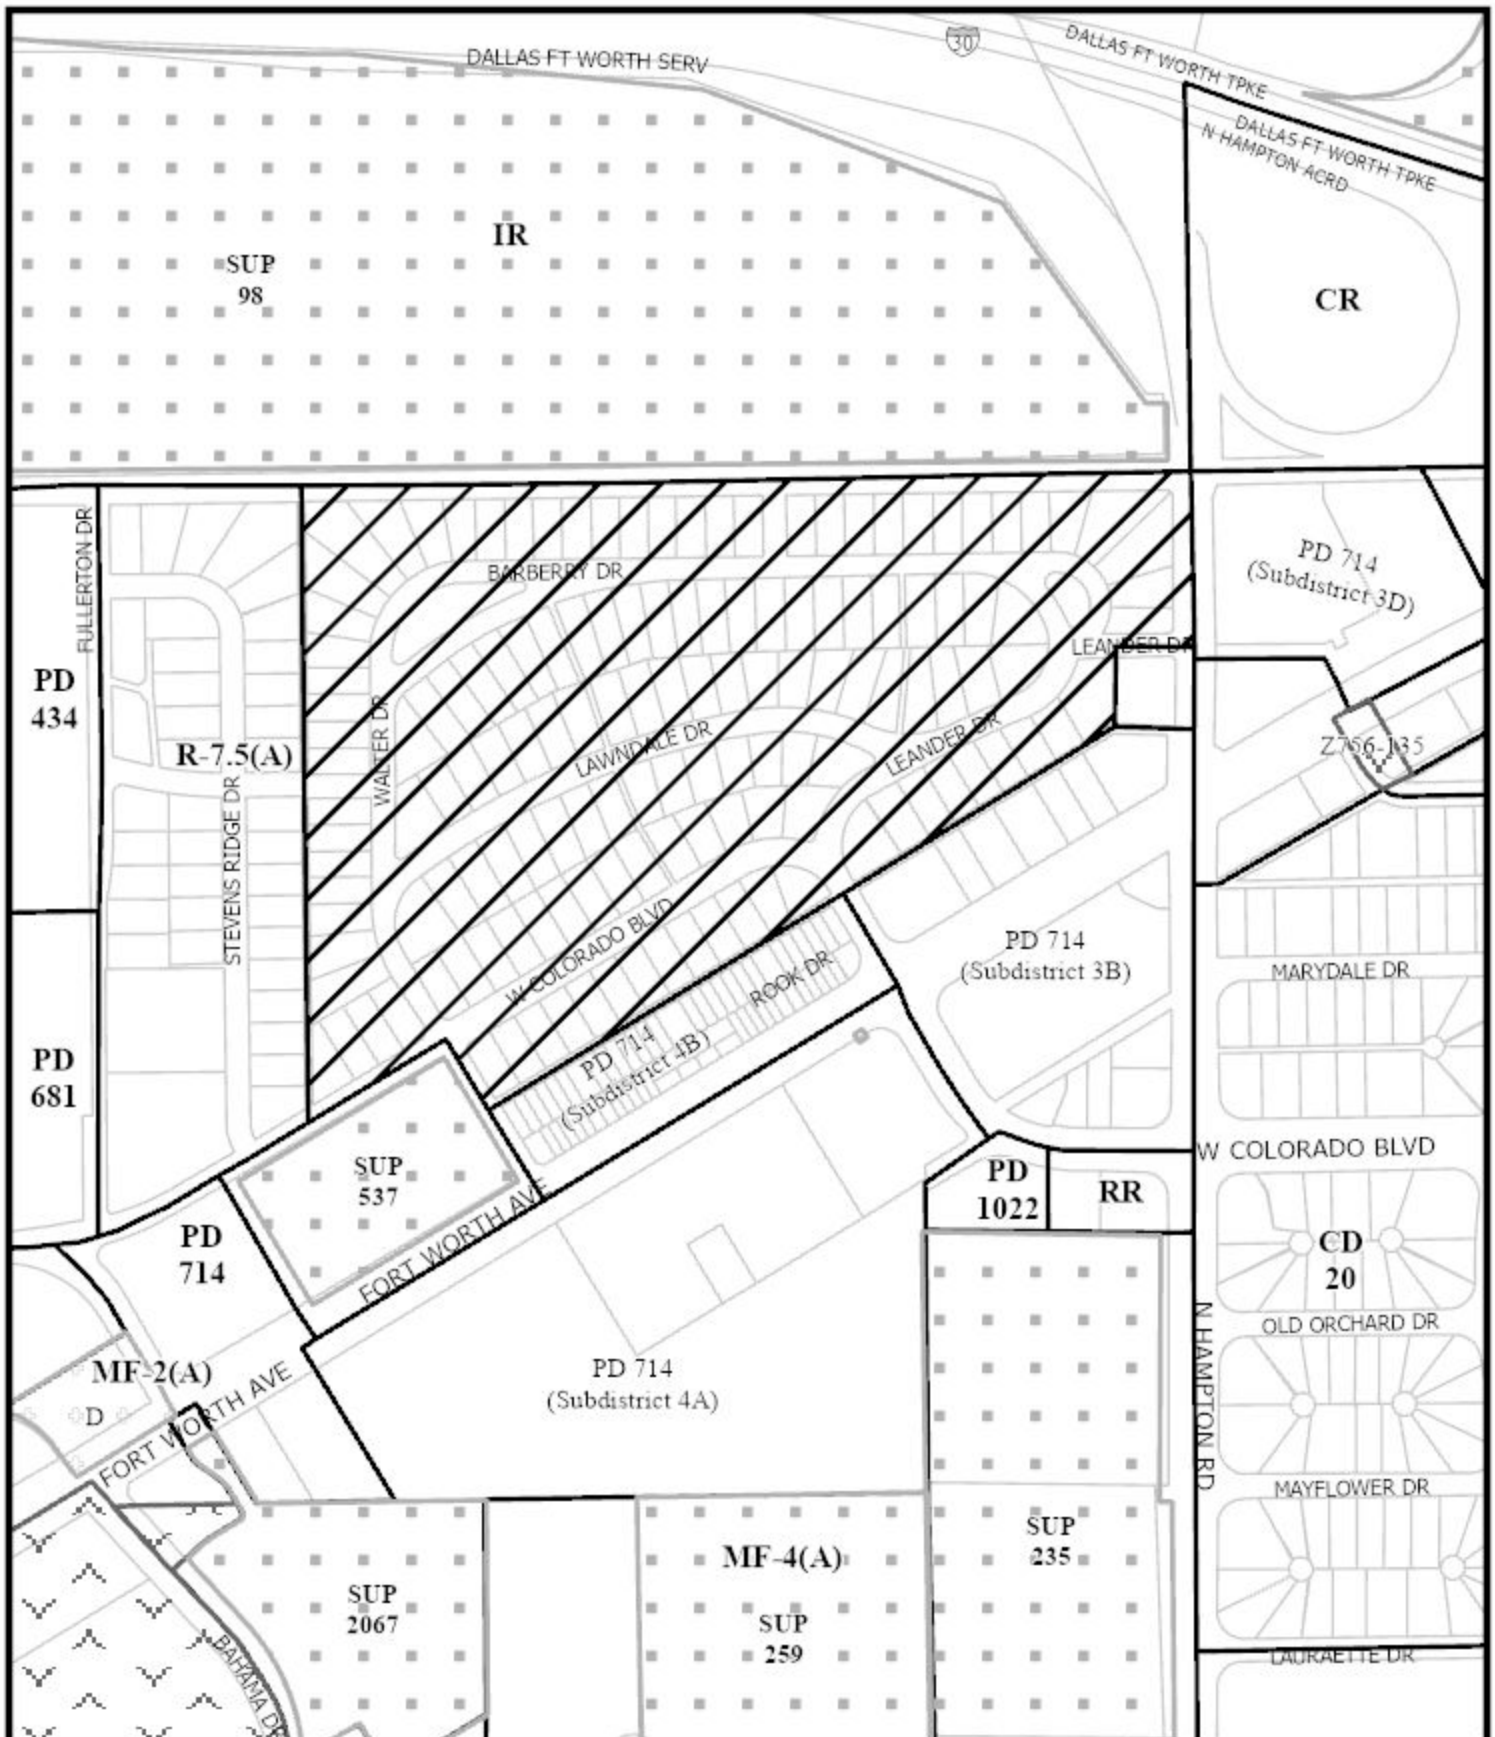 DALLAS FT WORTH SERV
30
DALLAS FT WORTH TPKE
DALLAS FT WORTH TPKE
N HAMPTON ACRD
IR
SUP
98
CR
FULLERTON DR
BARBERRY DR
PD 714
(Subdistrict 3D)
LEANDER DR
PD
434
R-7.5(A)
WALTER DR
LAWNDALE DR
LEANDER DR
Z756-135
STEVENS RIDGE DR
W COLORADO BLVD
ROOK DR
PD 714
(Subdistrict 3B)
MARYDALE DR
PD
681
PD 714
(Subdistrict 4B)
W COLORADO BLVD
SUP
537
PD
1022
RR
PD
714
FORT WORTH AVE
CD
20
OLD ORCHARD DR
N HAMPTON RD
MF-2(A)
D
FORT WORTH AVE
PD 714
(Subdistrict 4A)
MAYFLOWER DR
SUP
235
MF-4(A)
SUP
2067
SUP
259
BAHAMA DR
LAURAETTE DR